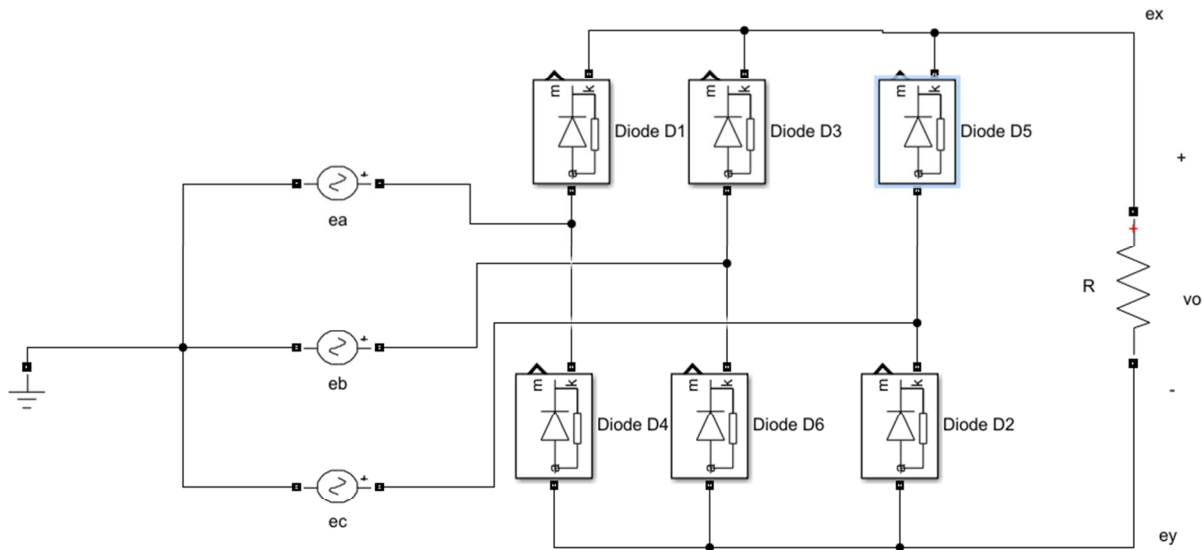 ex
m
k
a
Diode D1
m
k
a
Diode D3
m
k
a
Diode D5
+
+
ea
+
R
vo
+
eb
m
k
a
Diode D4
m
k
a
Diode D6
m
k
a
Diode D2
-
+
ec
ey